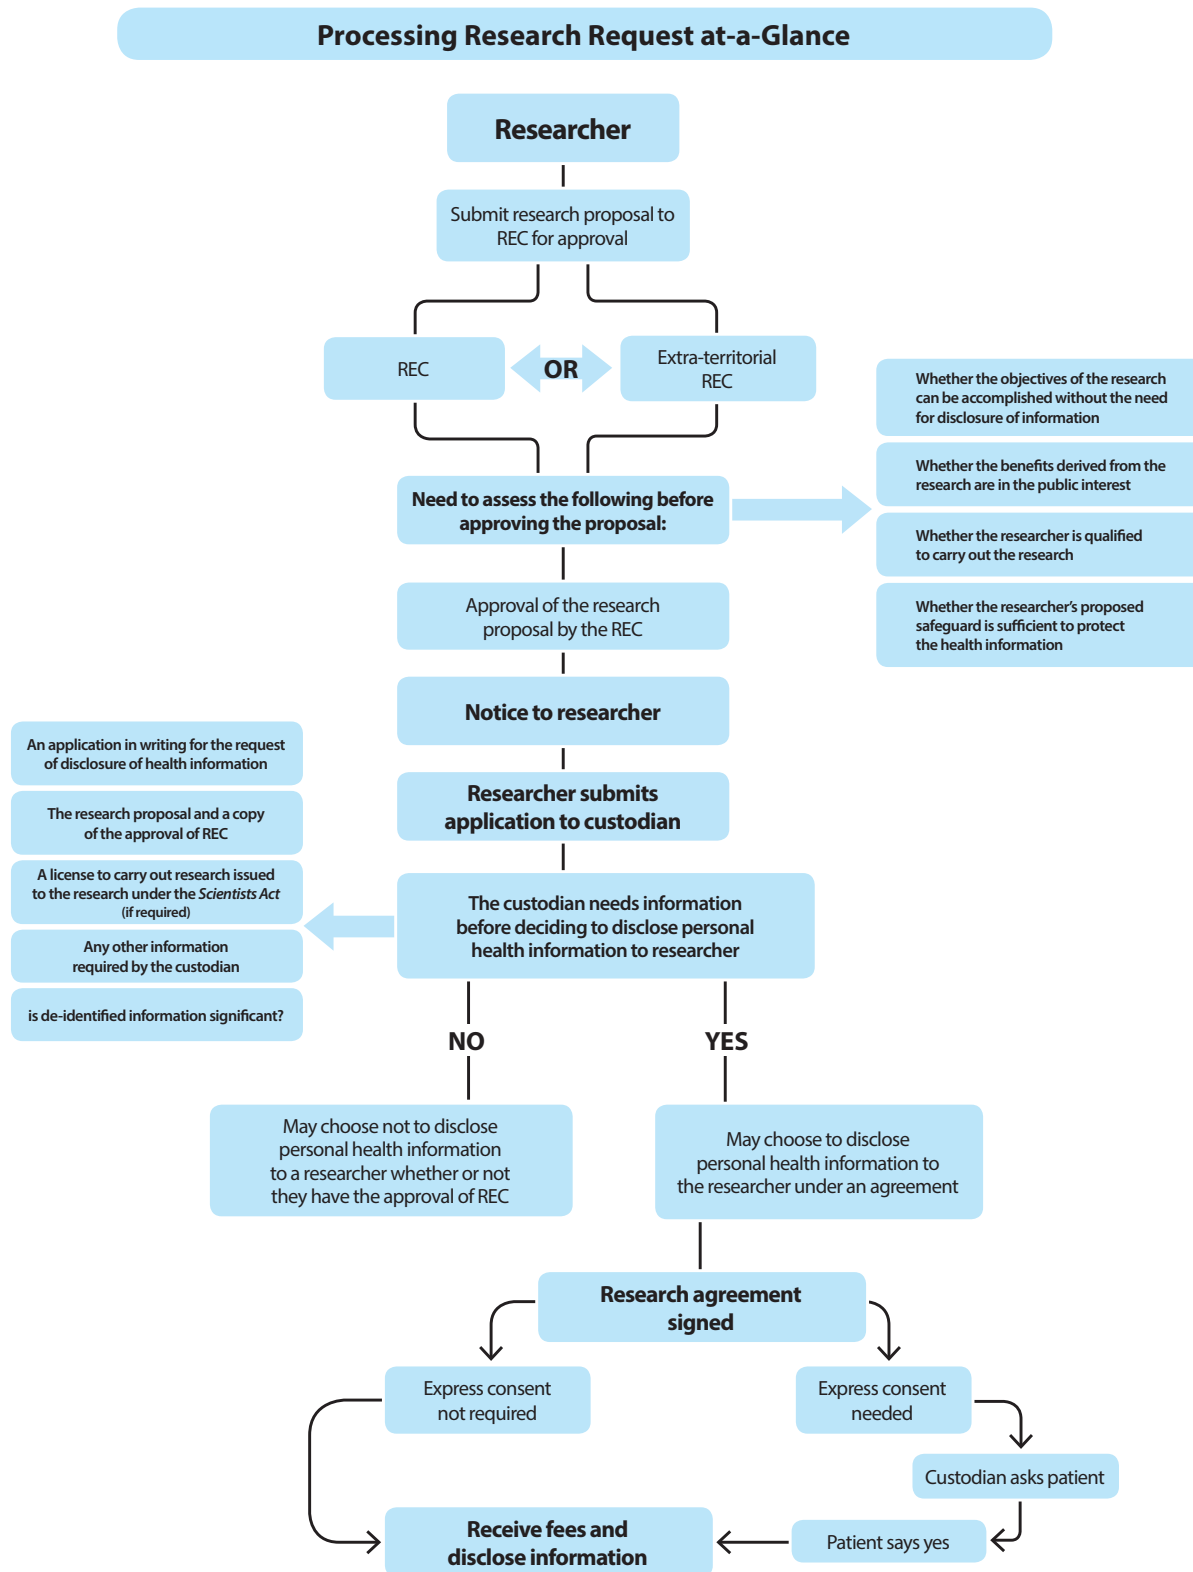 Processing Research Request at-a-Glance
Researcher
Submit research proposal to
REC for approval
REC
OR
Extra-territorial
REC
Whether the objectives of the research
can be accomplished without the need
for disclosure of information
Whether the benefits derived from the
research are in the public interest
Whether the researcher is qualified
to carry out the research
Whether the researcher's proposed
safeguard is sufficient to protect
the health information
Need to assess the following before
approving the proposal:
Approval of the research
proposal by the REC
Notice to researcher
Researcher submits
application to custodian
An application in writing for the request
of disclosure of health information
The research proposal and a copy
of the approval of REC
A license to carry out research issued
to the research under the Scientists Act
(if required)
Any other information
required by the custodian
is de-identified information significant?
The custodian needs information
before deciding to disclose personal
health information to researcher
NO
YES
May choose not to disclose
personal health information
to a researcher whether or not
they have the approval of REC
May choose to disclose
personal health information to
the researcher under an agreement
Research agreement
signed
Express consent
not required
Express consent
needed
Custodian asks patient
Patient says yes
Receive fees and
disclose information